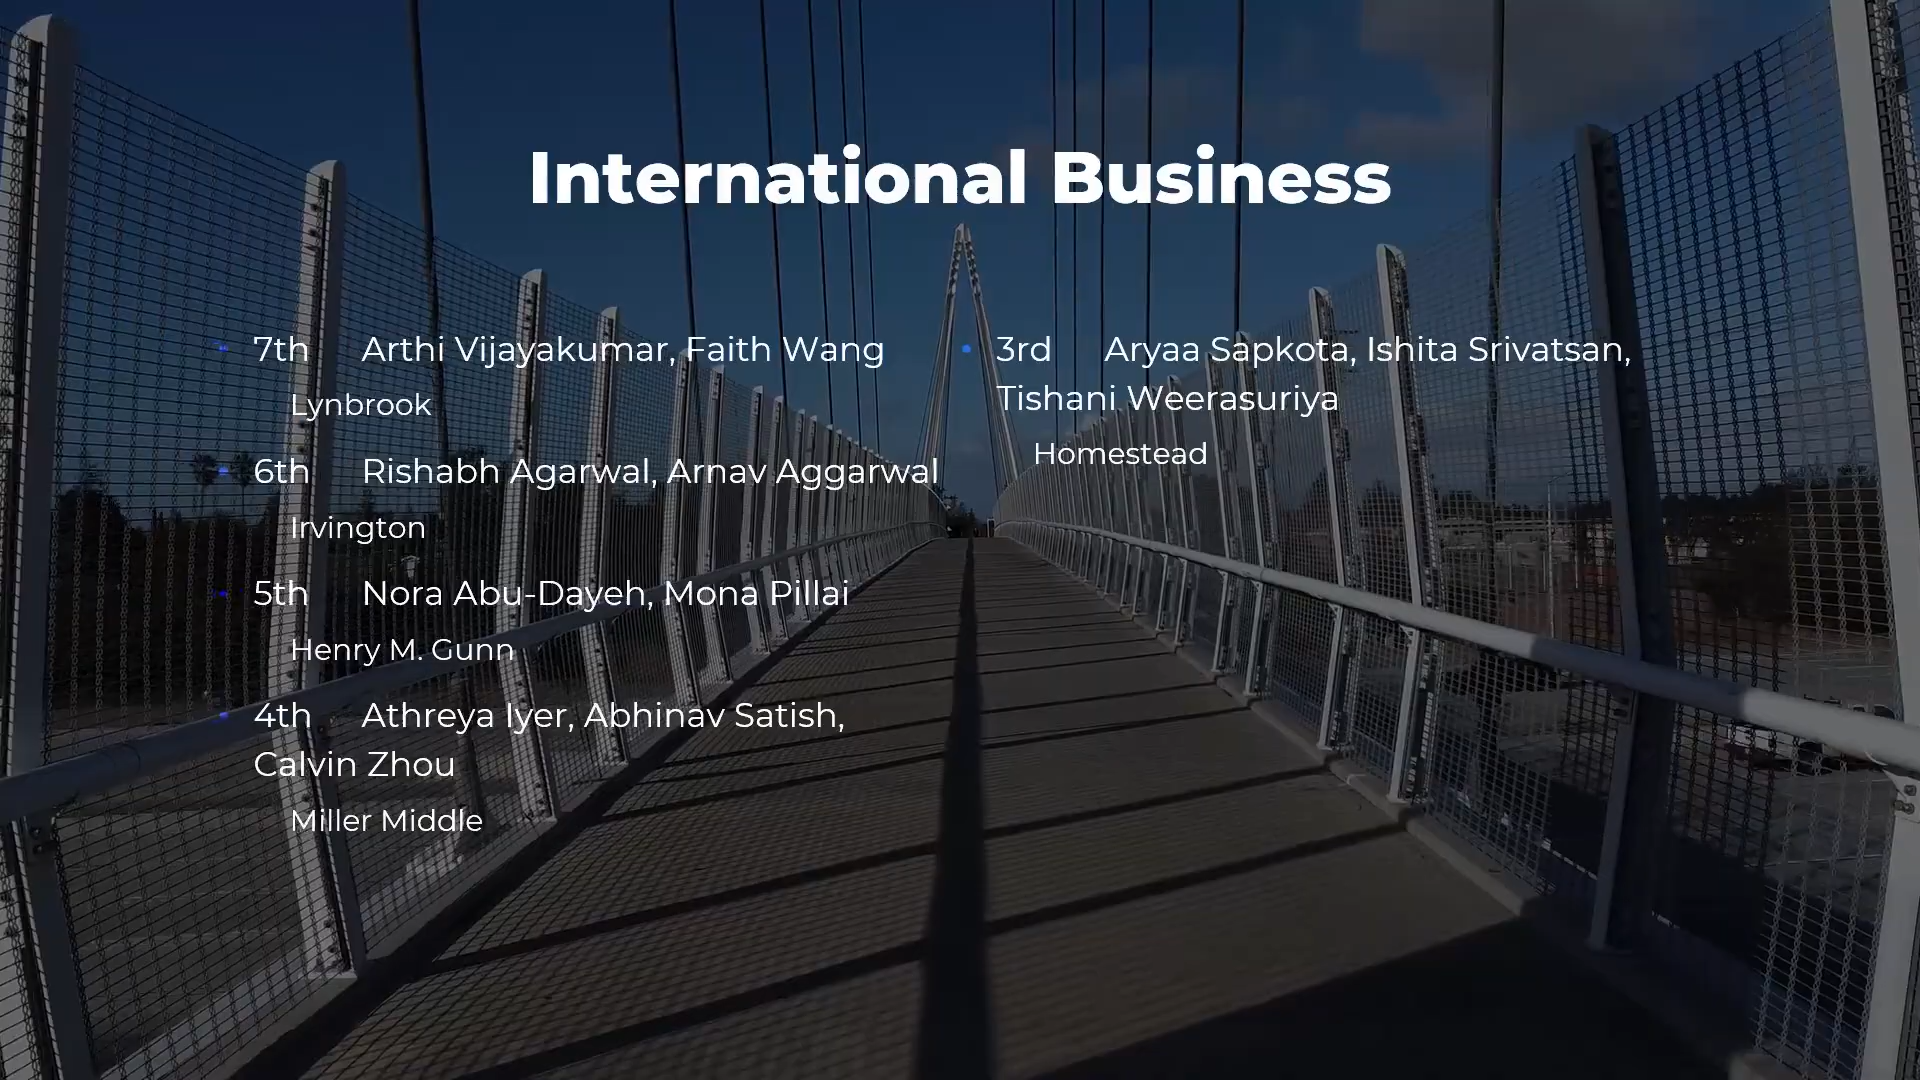 International Business
7th Arthi Vijayakumar, Faith Wang
Lynbrook
6th Rishabh Agarwal, Arnav Aggarwal
Irvington
5th Nora Abu-Dayeh, Mona Pillai
Henry M. Gunn
4th Athreya Iyer, Abhinav Satish,
Calvin Zhou
Miller Middle
3rd Aryaa Sapkota, Ishita Srivatsan,
Tishani Weerasuriya
Homestead